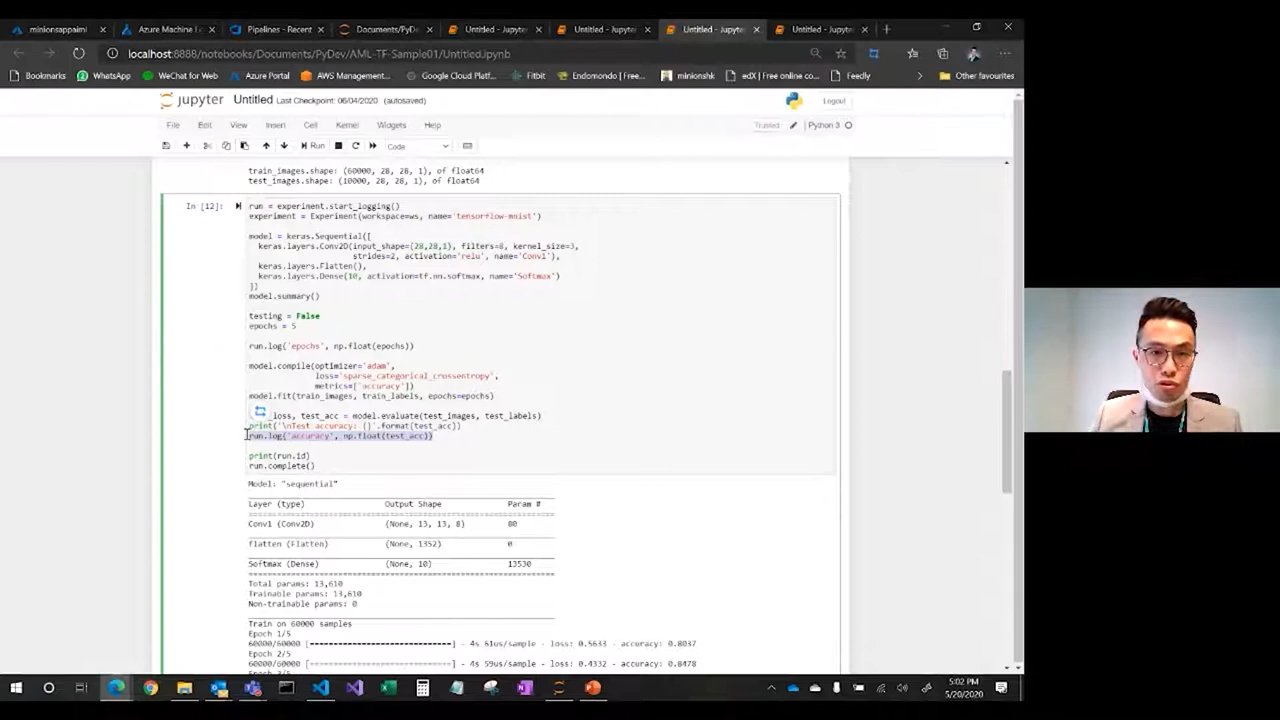 minionsappaiml
Azure Machine L
Pipelines - Recent
Documents/PyDev
Untitled - Jupyte
Untitled - Jupyte
Untitled - Jupyte
Untitled - Jupyte
localhost:8888/notebooks/Documents/PyDev/AML-TF-Sample01/Untitled.ipynb
Bookmarks WhatsApp WeChat for Web Azure Portal AWS Management... Google Cloud Platf... Fitbit Endomondo | Free... minionshk edX | Free online co... Feedly Other favourites
jupyter Untitled Last Checkpoint: 06/04/2020 (autosaved) Logout
File Edit View Insert Cell Kernel Widgets Help Trusted Python 3
Run Code
train_images.shape: (60000, 28, 28, 1), of float64
test_images.shape: (10000, 28, 28, 1), of float64
In [12]:
run = experiment.start_logging()
experiment = Experiment(workspace=ws, name='tensorflow-mnist')
model = keras.Sequential([
keras.layers.Conv2D(input_shape=(28,28,1), filters=8, kernel_size=3,
strides=2, activation='relu', name='Conv1'),
keras.layers.Flatten(),
keras.layers.Dense(10, activation=tf.nn.softmax, name='Softmax')
])
model.summary()
testing = False
epochs = 5
run.log('epochs', np.float(epochs))
model.compile(optimizer='adam',
loss='sparse_categorical_crossentropy',
metrics=['accuracy'])
model.fit(train_images, train_labels, epochs=epochs)
loss, test_acc = model.evaluate(test_images, test_labels)
print('\nTest accuracy: {}'.format(test_acc))
run.log('accuracy', np.float(test_acc))
print(run.id)
run.complete()
Model: "sequential"
Layer (type) Output Shape Param #
Conv1 (Conv2D) (None, 13, 13, 8) 80
flatten (Flatten) (None, 1352) 0
Softmax (Dense) (None, 10) 13530
Total params: 13,610
Trainable params: 13,610
Non-trainable params: 0
Train on 60000 samples
Epoch 1/5
60000/60000 [==============================] - 4s 61us/sample - loss: 0.5633 - accuracy: 0.8037
Epoch 2/5
60000/60000 [==============================] - 4s 59us/sample - loss: 0.4332 - accuracy: 0.8478
5:02 PM
5/20/2020